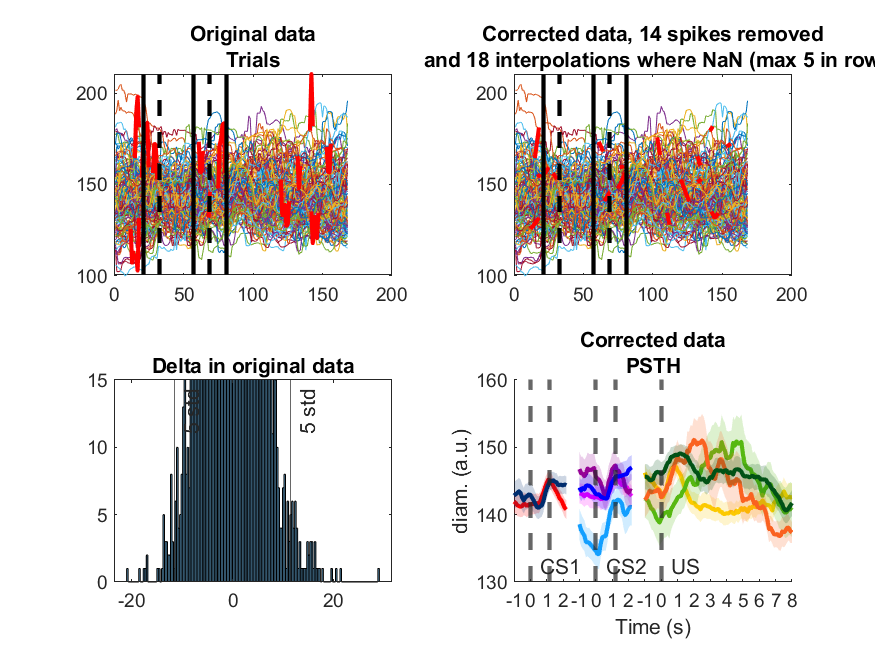 Original data
Trials
200
150
100
0 50 100 150 200
Corrected data, 14 spikes removed
and 18 interpolations where NaN (max 5 in row
200
150
100
0 50 100 150 200
Delta in original data
15
10
5
0
-20 0 20
5 std
5 std
Corrected data
PSTH
160
150
140
130
diam. (a.u.)
CS1 CS2 US
-1 0 1 2 -1 0 1 2 -1 0 1 2 3 4 5 6 7 8
Time (s)